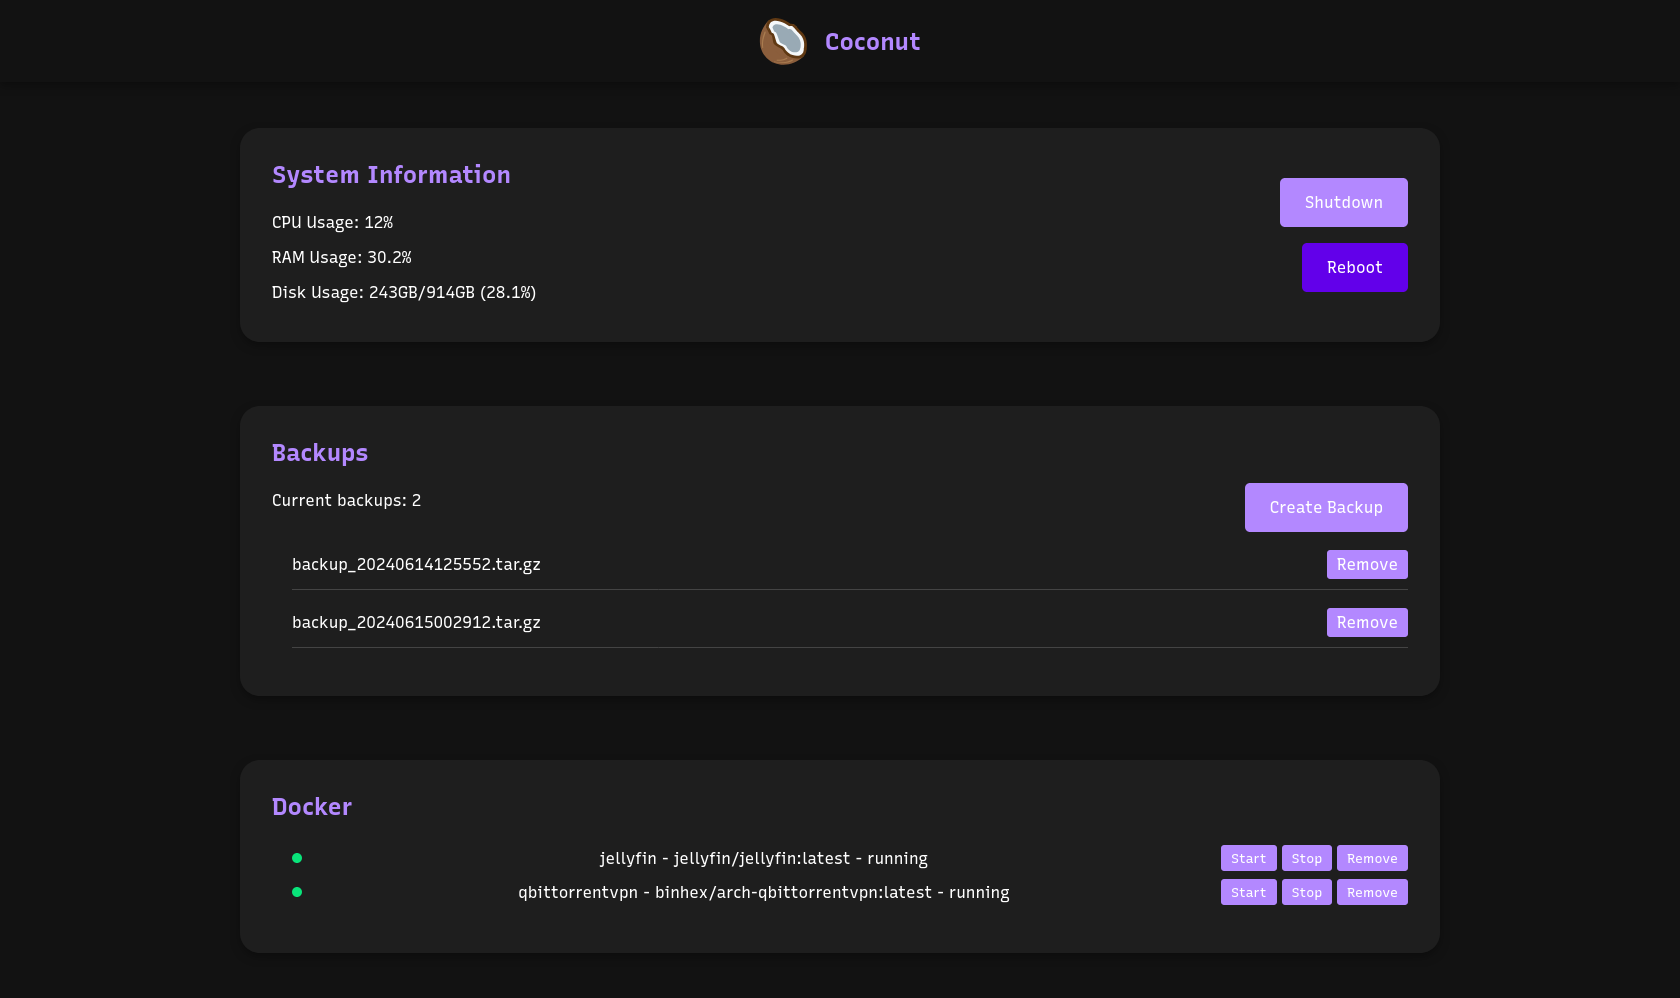 Coconut
System Information
CPU Usage: 12%
RAM Usage: 30.2%
Disk Usage: 243GB/914GB (28.1%)
Shutdown
Reboot
Backups
Current backups: 2
Create Backup
backup_20240614125552.tar.gz Remove
backup_20240615002912.tar.gz Remove
Docker
jellyfin - jellyfin/jellyfin:latest - running Start Stop Remove
qbittorrentvpn - binhex/arch-qbittorrentvpn:latest - running Start Stop Remove